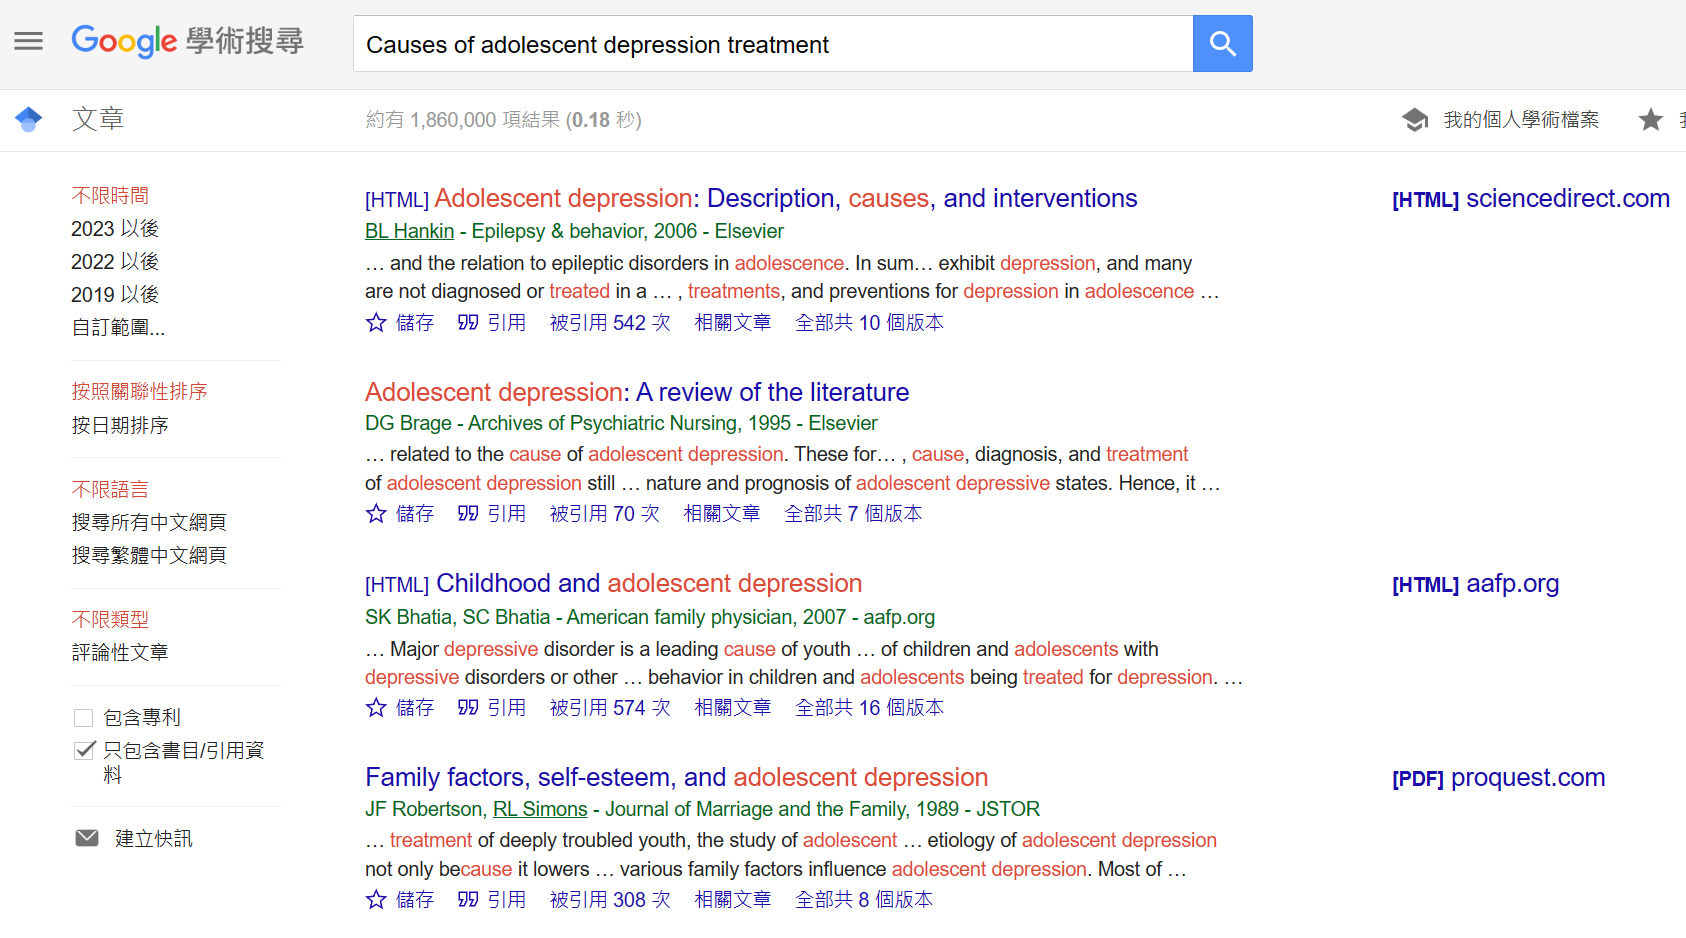 Google 學術搜尋
Causes of adolescent depression treatment
文章
約有 1,860,000 項結果 (0.18 秒)
我的個人學術檔案
不限時間
2023 以後
2022 以後
2019 以後
自訂範圍...
按照關聯性排序
按日期排序
不限語言
搜尋所有中文網頁
搜尋繁體中文網頁
不限類型
評論性文章
包含專利
只包含書目/引用資
料
建立快訊
[HTML] Adolescent depression: Description, causes, and interventions
BL Hankin - Epilepsy & behavior, 2006 - Elsevier
… and the relation to epileptic disorders in adolescence. In sum… exhibit depression, and many
are not diagnosed or treated in a … , treatments, and preventions for depression in adolescence …
儲存 引用 被引用 542 次 相關文章 全部共 10 個版本
[HTML] sciencedirect.com
Adolescent depression: A review of the literature
DG Brage - Archives of Psychiatric Nursing, 1995 - Elsevier
… related to the cause of adolescent depression. These for… , cause, diagnosis, and treatment
of adolescent depression still … nature and prognosis of adolescent depressive states. Hence, it …
儲存 引用 被引用 70 次 相關文章 全部共 7 個版本
[HTML] Childhood and adolescent depression
SK Bhatia, SC Bhatia - American family physician, 2007 - aafp.org
… Major depressive disorder is a leading cause of youth … of children and adolescents with
depressive disorders or other … behavior in children and adolescents being treated for depression. …
儲存 引用 被引用 574 次 相關文章 全部共 16 個版本
[HTML] aafp.org
Family factors, self-esteem, and adolescent depression
JF Robertson, RL Simons - Journal of Marriage and the Family, 1989 - JSTOR
… treatment of deeply troubled youth, the study of adolescent … etiology of adolescent depression
not only because it lowers … various family factors influence adolescent depression. Most of …
儲存 引用 被引用 308 次 相關文章 全部共 8 個版本
[PDF] proquest.com